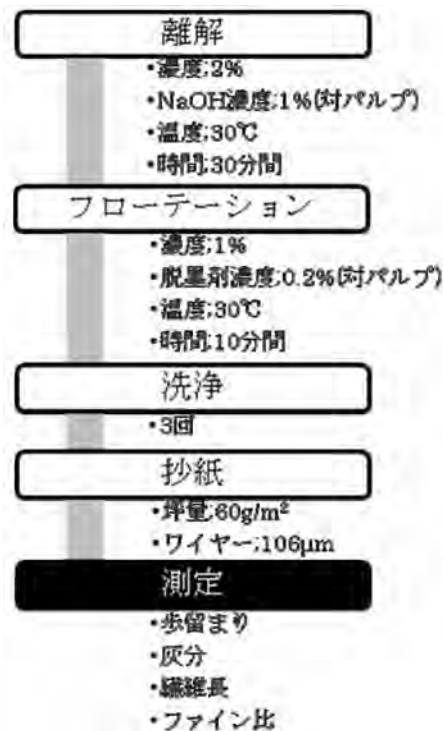 離解
・濃度;2%
・NaOH濃度;1%(対パルプ)
・温度;30℃
・時間;30分間
フローテーション
・濃度;1%
・脱墨剤濃度;0.2%(対パルプ)
・温度;30℃
・時間;10分間
洗浄
・3回
抄紙
・坪量;60g/m²
・ワイヤー;106μm
測定
・歩留まり
・灰分
・繊維長
・ファイン比